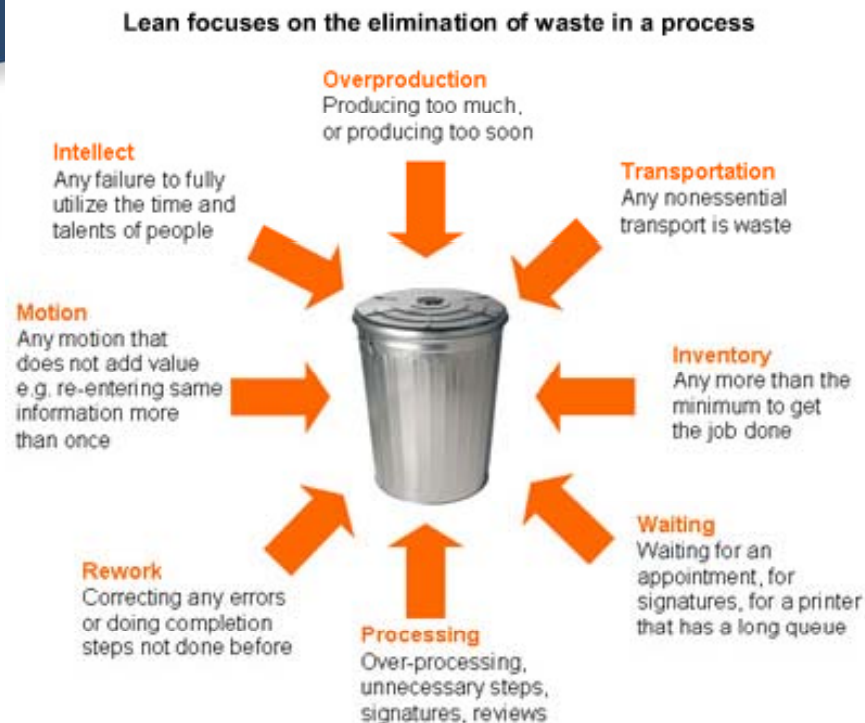 Lean focuses on the elimination of waste in a process
Overproduction
Producing too much,
or producing too soon
Transportation
Any nonessential
transport is waste
Inventory
Any more than the
minimum to get
the job done
Waiting
Waiting for an
appointment, for
signatures, for a printer
that has a long queue
Processing
Over-processing,
unnecessary steps,
signatures, reviews
Rework
Correcting any errors
or doing completion
steps not done before
Motion
Any motion that
does not add value
e.g. re-entering same
information more
than once
Intellect
Any failure to fully
utilize the time and
talents of people